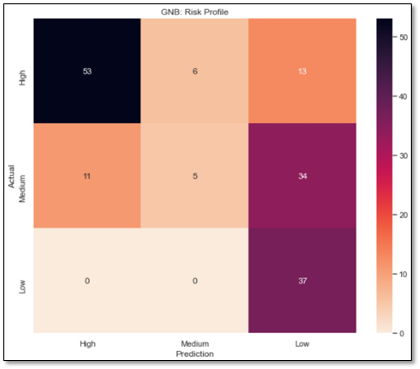 GNB: Risk Profile
High 53 6 13
Actual
Medium 11 5 34
Low 0 0 37
High Medium Low
Prediction
50
40
30
20
10
0